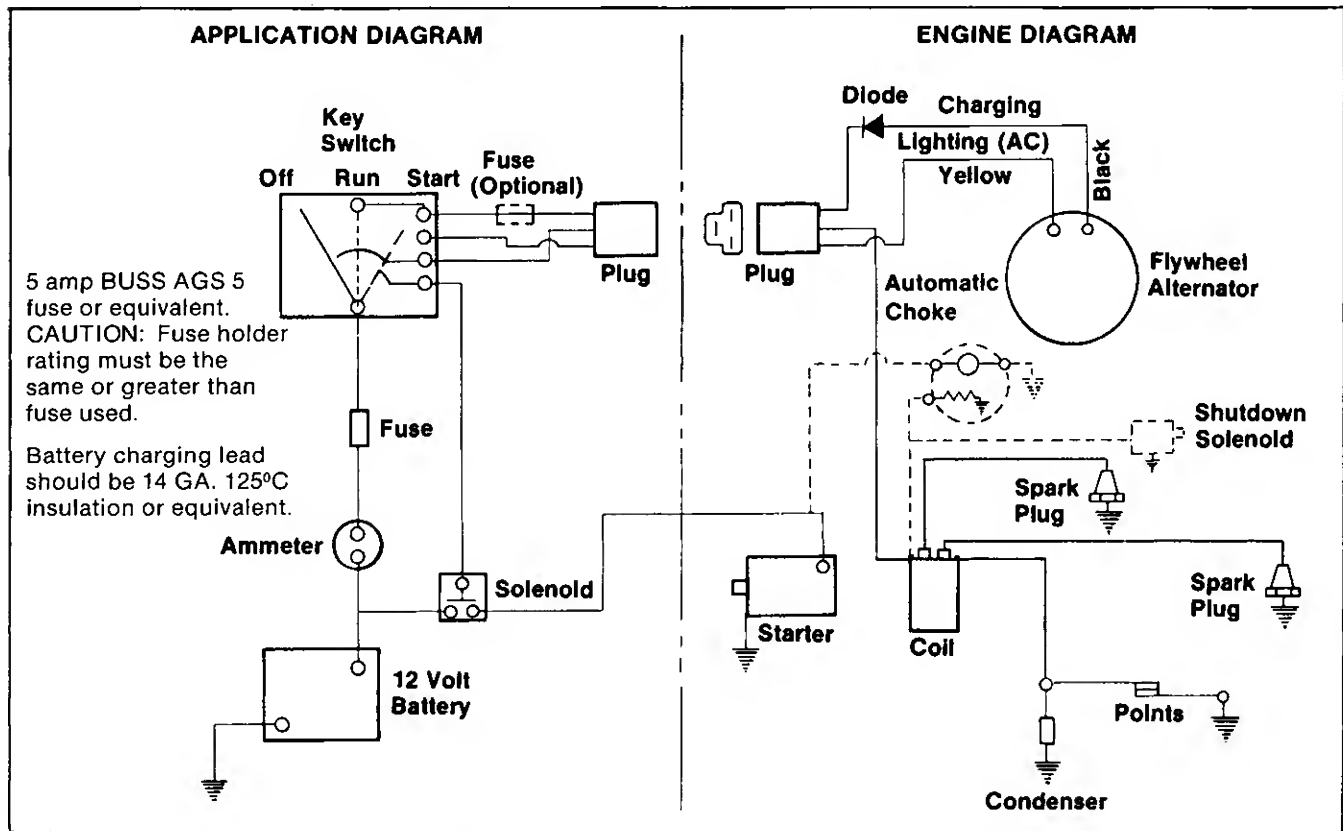 APPLICATION DIAGRAM
Key
Switch
Off Run Start
Fuse
(Optional)
Plug
5 amp BUSS AGS 5
fuse or equivalent.
CAUTION: Fuse holder
rating must be the
same or greater than
fuse used.
Battery charging lead
should be 14 GA. 125ºC
insulation or equivalent.
Fuse
Ammeter
Solenold
12 Volt
Battery
ENGINE DIAGRAM
Diode
Charging
Lighting (AC)
Yellow
Black
Plug
Flywheel
Alternator
Automatic
Choke
Shutdown
Solenold
Spark
Plug
Spark
Plug
Starter
Coil
Points
Condenser